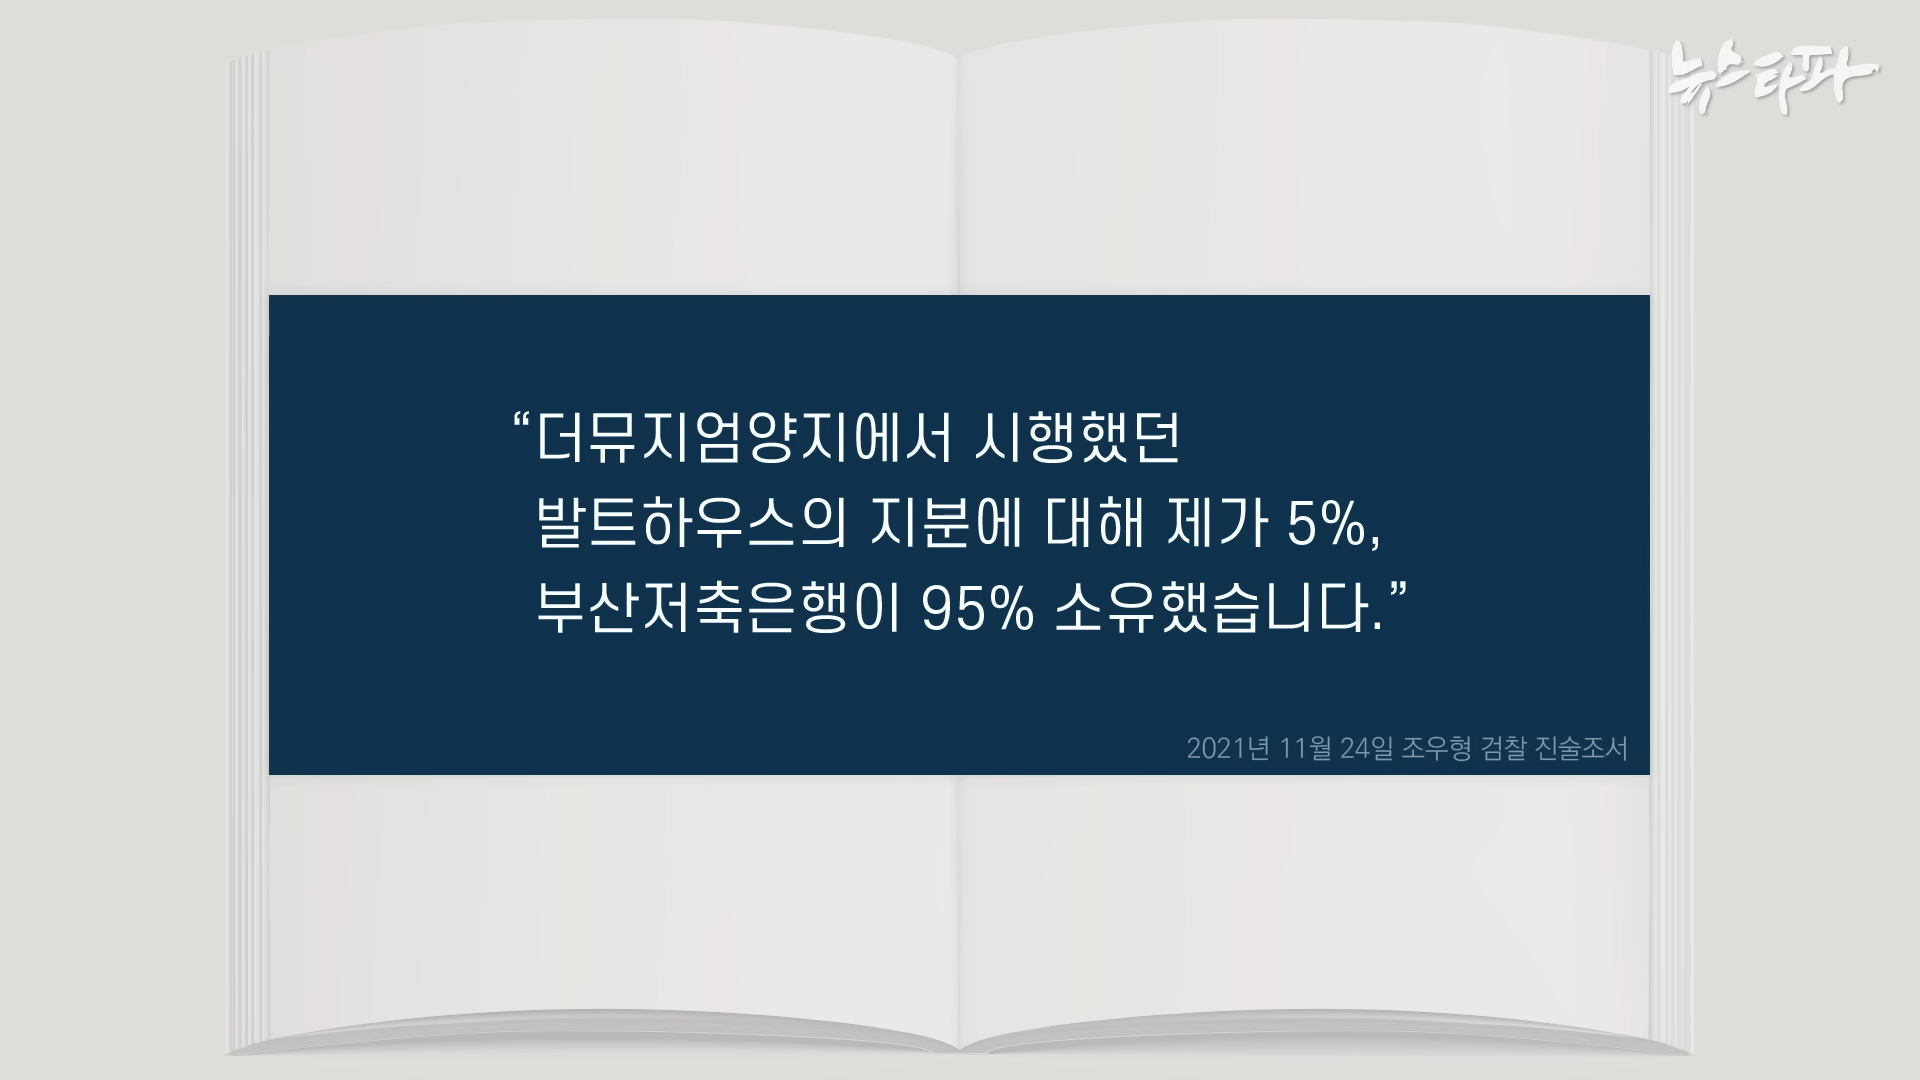 뉴스타파
“더뮤지엄양지에서 시행했던
발트하우스의 지분에 대해 제가 5%,
부산저축은행이 95% 소유했습니다.”
2021년 11월 24일 조우형 검찰 진술조서